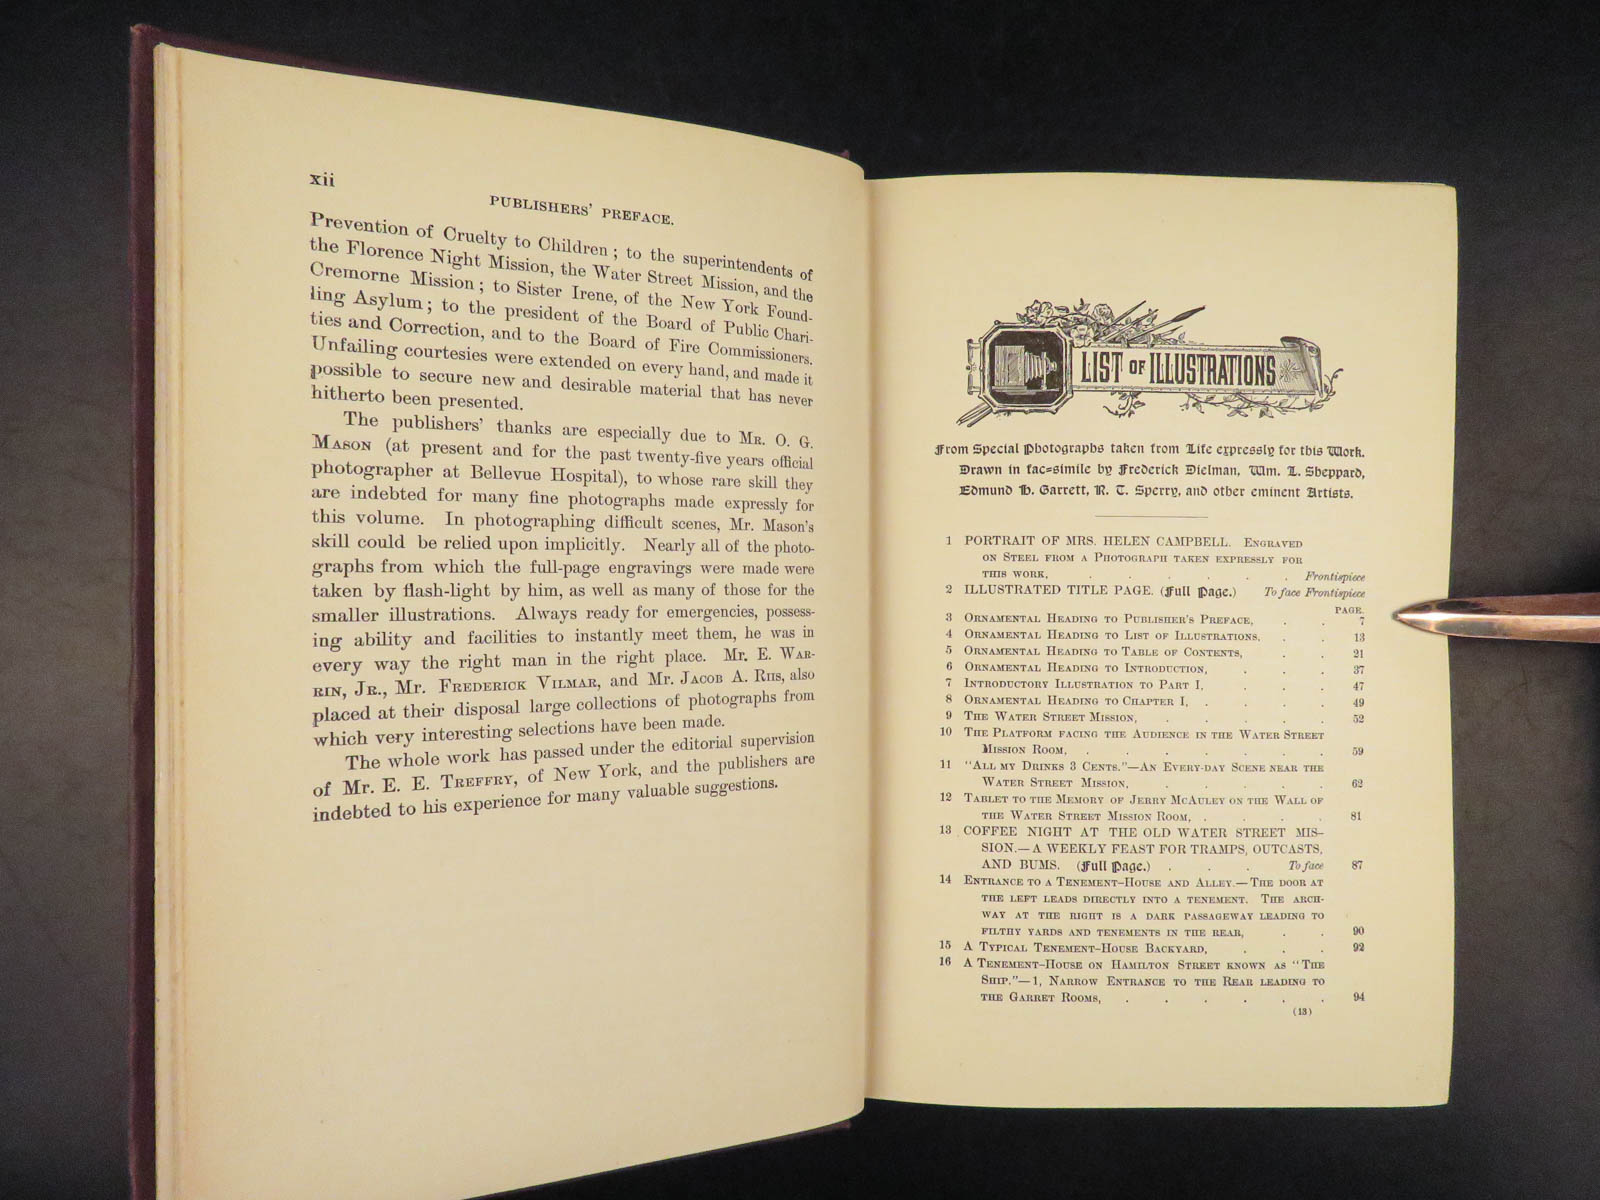 xii
PUBLISHERS' PREFACE.
Prevention of Cruelty to Children; to the superintendents of
the Florence Night Mission, the Water Street Mission, and the
Cremorne Mission; to Sister Irene, of the New York Found-
ling Asylum; to the president of the Board of Public Chari-
ties and Correction, and to the Board of Fire Commissioners.
Unfailing courtesies were extended on every hand, and made it
possible to secure new and desirable material that has never
hitherto been presented.
The publishers' thanks are especially due to MR. O. G.
MASON (at present and for the past twenty-five years official
photographer at Bellevue Hospital), to whose rare skill they
are indebted for many fine photographs made expressly for
this volume. In photographing difficult scenes, Mr. Mason's
skill could be relied upon implicitly. Nearly all of the photo-
graphs from which the full-page engravings were made were
taken by flash-light by him, as well as many of those for the
smaller illustrations. Always ready for emergencies, possess-
ing ability and facilities to instantly meet them, he was in
every way the right man in the right place. Mr. E. WAR-
RIN, JR., Mr. FREDERICK VILMAR, and Mr. JACOB A. RIIS, also
placed at their disposal large collections of photographs from
which very interesting selections have been made.
The whole work has passed under the editorial supervision
of Mr. E. E. TREFFRY, of New York, and the publishers are
indebted to his experience for many valuable suggestions.
LIST OF ILLUSTRATIONS
From Special Photographs taken from Life expressly for this Work.
Drawn in fac=simile by Frederick Dielman, Wm. L. Sheppard,
Edmund H. Garrett, R. T. Sperry, and other eminent Artists.
1 PORTRAIT OF MRS. HELEN CAMPBELL. ENGRAVED
ON STEEL FROM A PHOTOGRAPH TAKEN EXPRESSLY FOR
THIS WORK, . . . . . . Frontispiece
2 ILLUSTRATED TITLE PAGE. (Full Page.) To face Frontispiece
PAGE.
3 ORNAMENTAL HEADING TO PUBLISHER'S PREFACE, . . 7
4 ORNAMENTAL HEADING TO LIST OF ILLUSTRATIONS, . . 13
5 ORNAMENTAL HEADING TO TABLE OF CONTENTS, . . 21
6 ORNAMENTAL HEADING TO INTRODUCTION, . . . 37
7 INTRODUCTORY ILLUSTRATION TO PART I, . . . 47
8 ORNAMENTAL HEADING TO CHAPTER I, . . . . 49
9 THE WATER STREET MISSION, . . . . . 52
10 THE PLATFORM FACING THE AUDIENCE IN THE WATER STREET
MISSION ROOM, . . . . . . . 59
11 "ALL MY DRINKS 3 CENTS."—AN EVERY-DAY SCENE NEAR THE
WATER STREET MISSION, . . . . . 62
12 TABLET TO THE MEMORY OF JERRY MCAULEY ON THE WALL OF
THE WATER STREET MISSION ROOM, . . . . 81
13 COFFEE NIGHT AT THE OLD WATER STREET MIS-
SION.—A WEEKLY FEAST FOR TRAMPS, OUTCASTS,
AND BUMS. (Full Page.) . . . To face 87
14 ENTRANCE TO A TENEMENT-HOUSE AND ALLEY.—THE DOOR AT
THE LEFT LEADS DIRECTLY INTO A TENEMENT. THE ARCH-
WAY AT THE RIGHT IS A DARK PASSAGEWAY LEADING TO
FILTHY YARDS AND TENEMENTS IN THE REAR, . . 90
15 A TYPICAL TENEMENT-HOUSE BACKYARD, . . . 92
16 A TENEMENT-HOUSE ON HAMILTON STREET KNOWN AS "THE
SHIP."—1, NARROW ENTRANCE TO THE REAR LEADING TO
THE GARRET ROOMS, . . . . . . 94
(13)